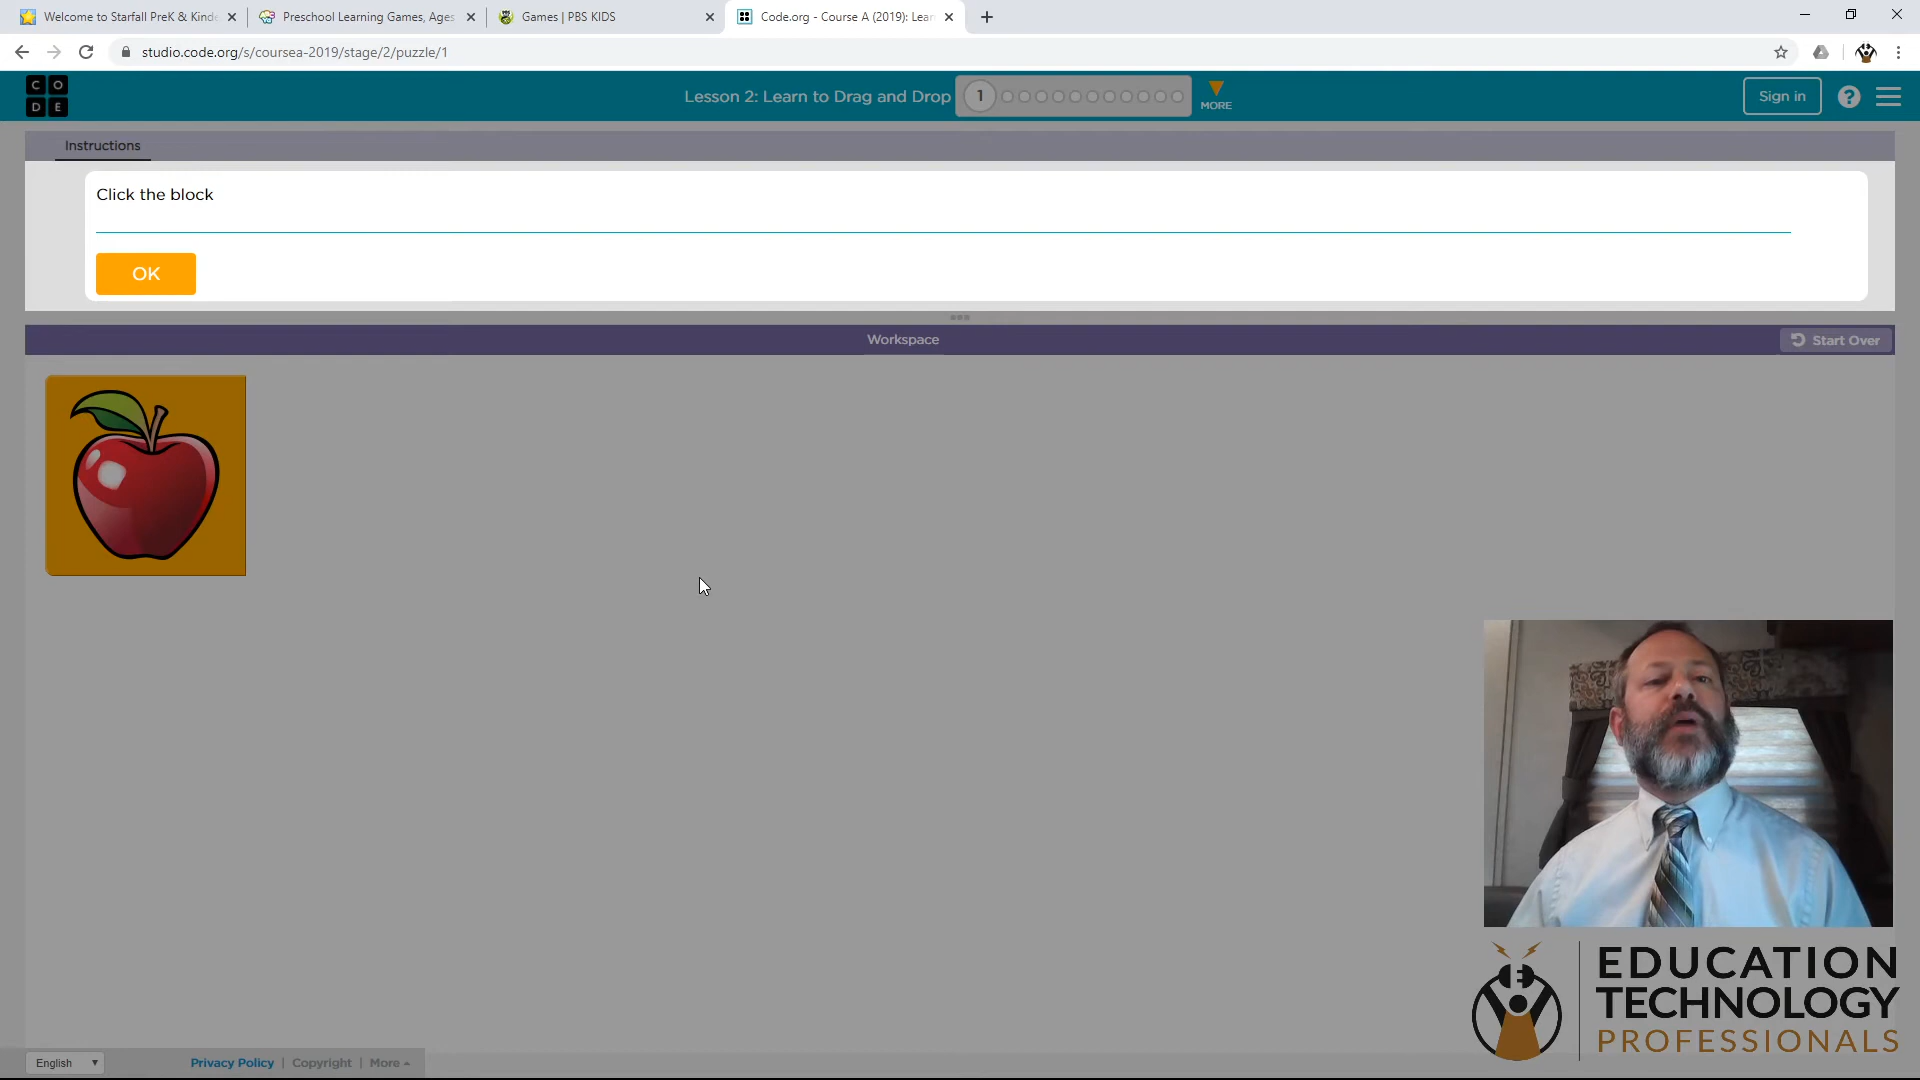 Welcome to Starfall PreK & Kinde
Preschool Learning Games, Ages
Games | PBS KIDS
Code.org - Course A (2019): Lear
studio.code.org/s/coursea-2019/stage/2/puzzle/1
C O
D E
Lesson 2: Learn to Drag and Drop
1
MORE
Sign in
?
Instructions
Click the block
OK
Workspace
Start Over
EDUCATION
TECHNOLOGY
PROFESSIONALS
English
Privacy Policy | Copyright | More